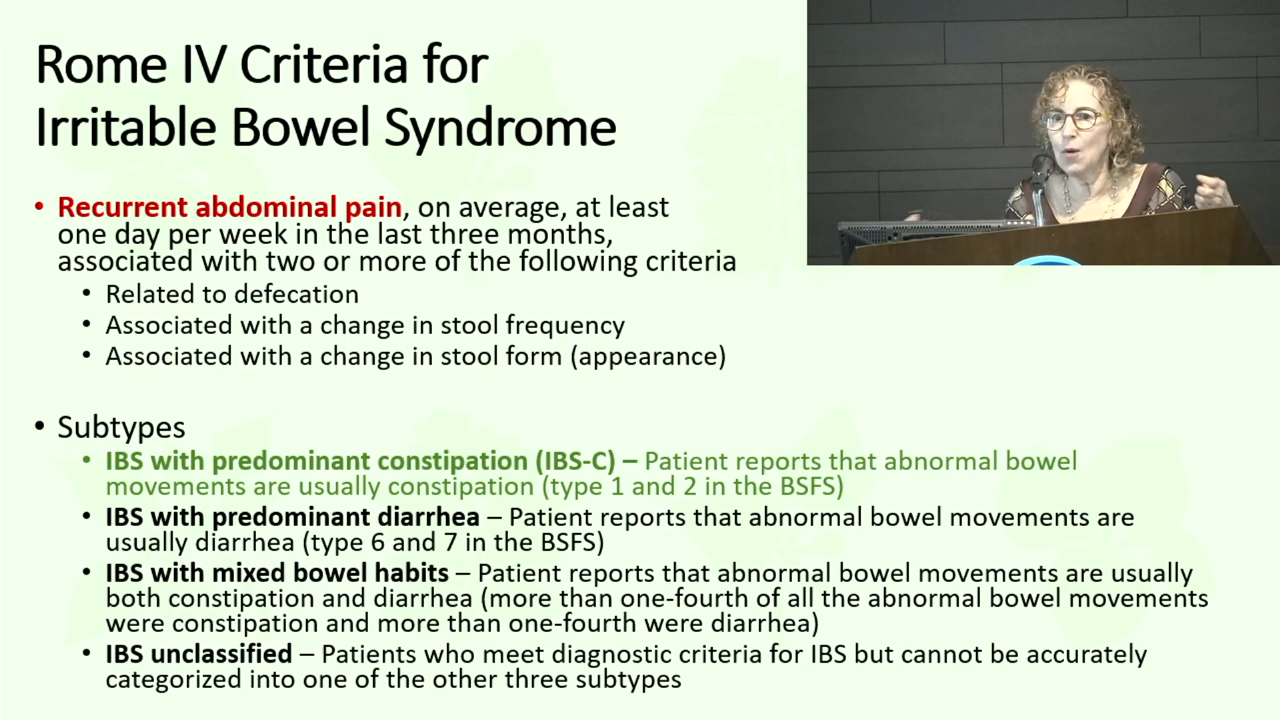 Rome IV Criteria for
Irritable Bowel Syndrome
• Recurrent abdominal pain, on average, at least
one day per week in the last three months,
associated with two or more of the following criteria
• Related to defecation
• Associated with a change in stool frequency
• Associated with a change in stool form (appearance)
• Subtypes
• IBS with predominant constipation (IBS-C) – Patient reports that abnormal bowel
movements are usually constipation (type 1 and 2 in the BSFS)
• IBS with predominant diarrhea – Patient reports that abnormal bowel movements are
usually diarrhea (type 6 and 7 in the BSFS)
• IBS with mixed bowel habits – Patient reports that abnormal bowel movements are usually
both constipation and diarrhea (more than one-fourth of all the abnormal bowel movements
were constipation and more than one-fourth were diarrhea)
• IBS unclassified – Patients who meet diagnostic criteria for IBS but cannot be accurately
categorized into one of the other three subtypes